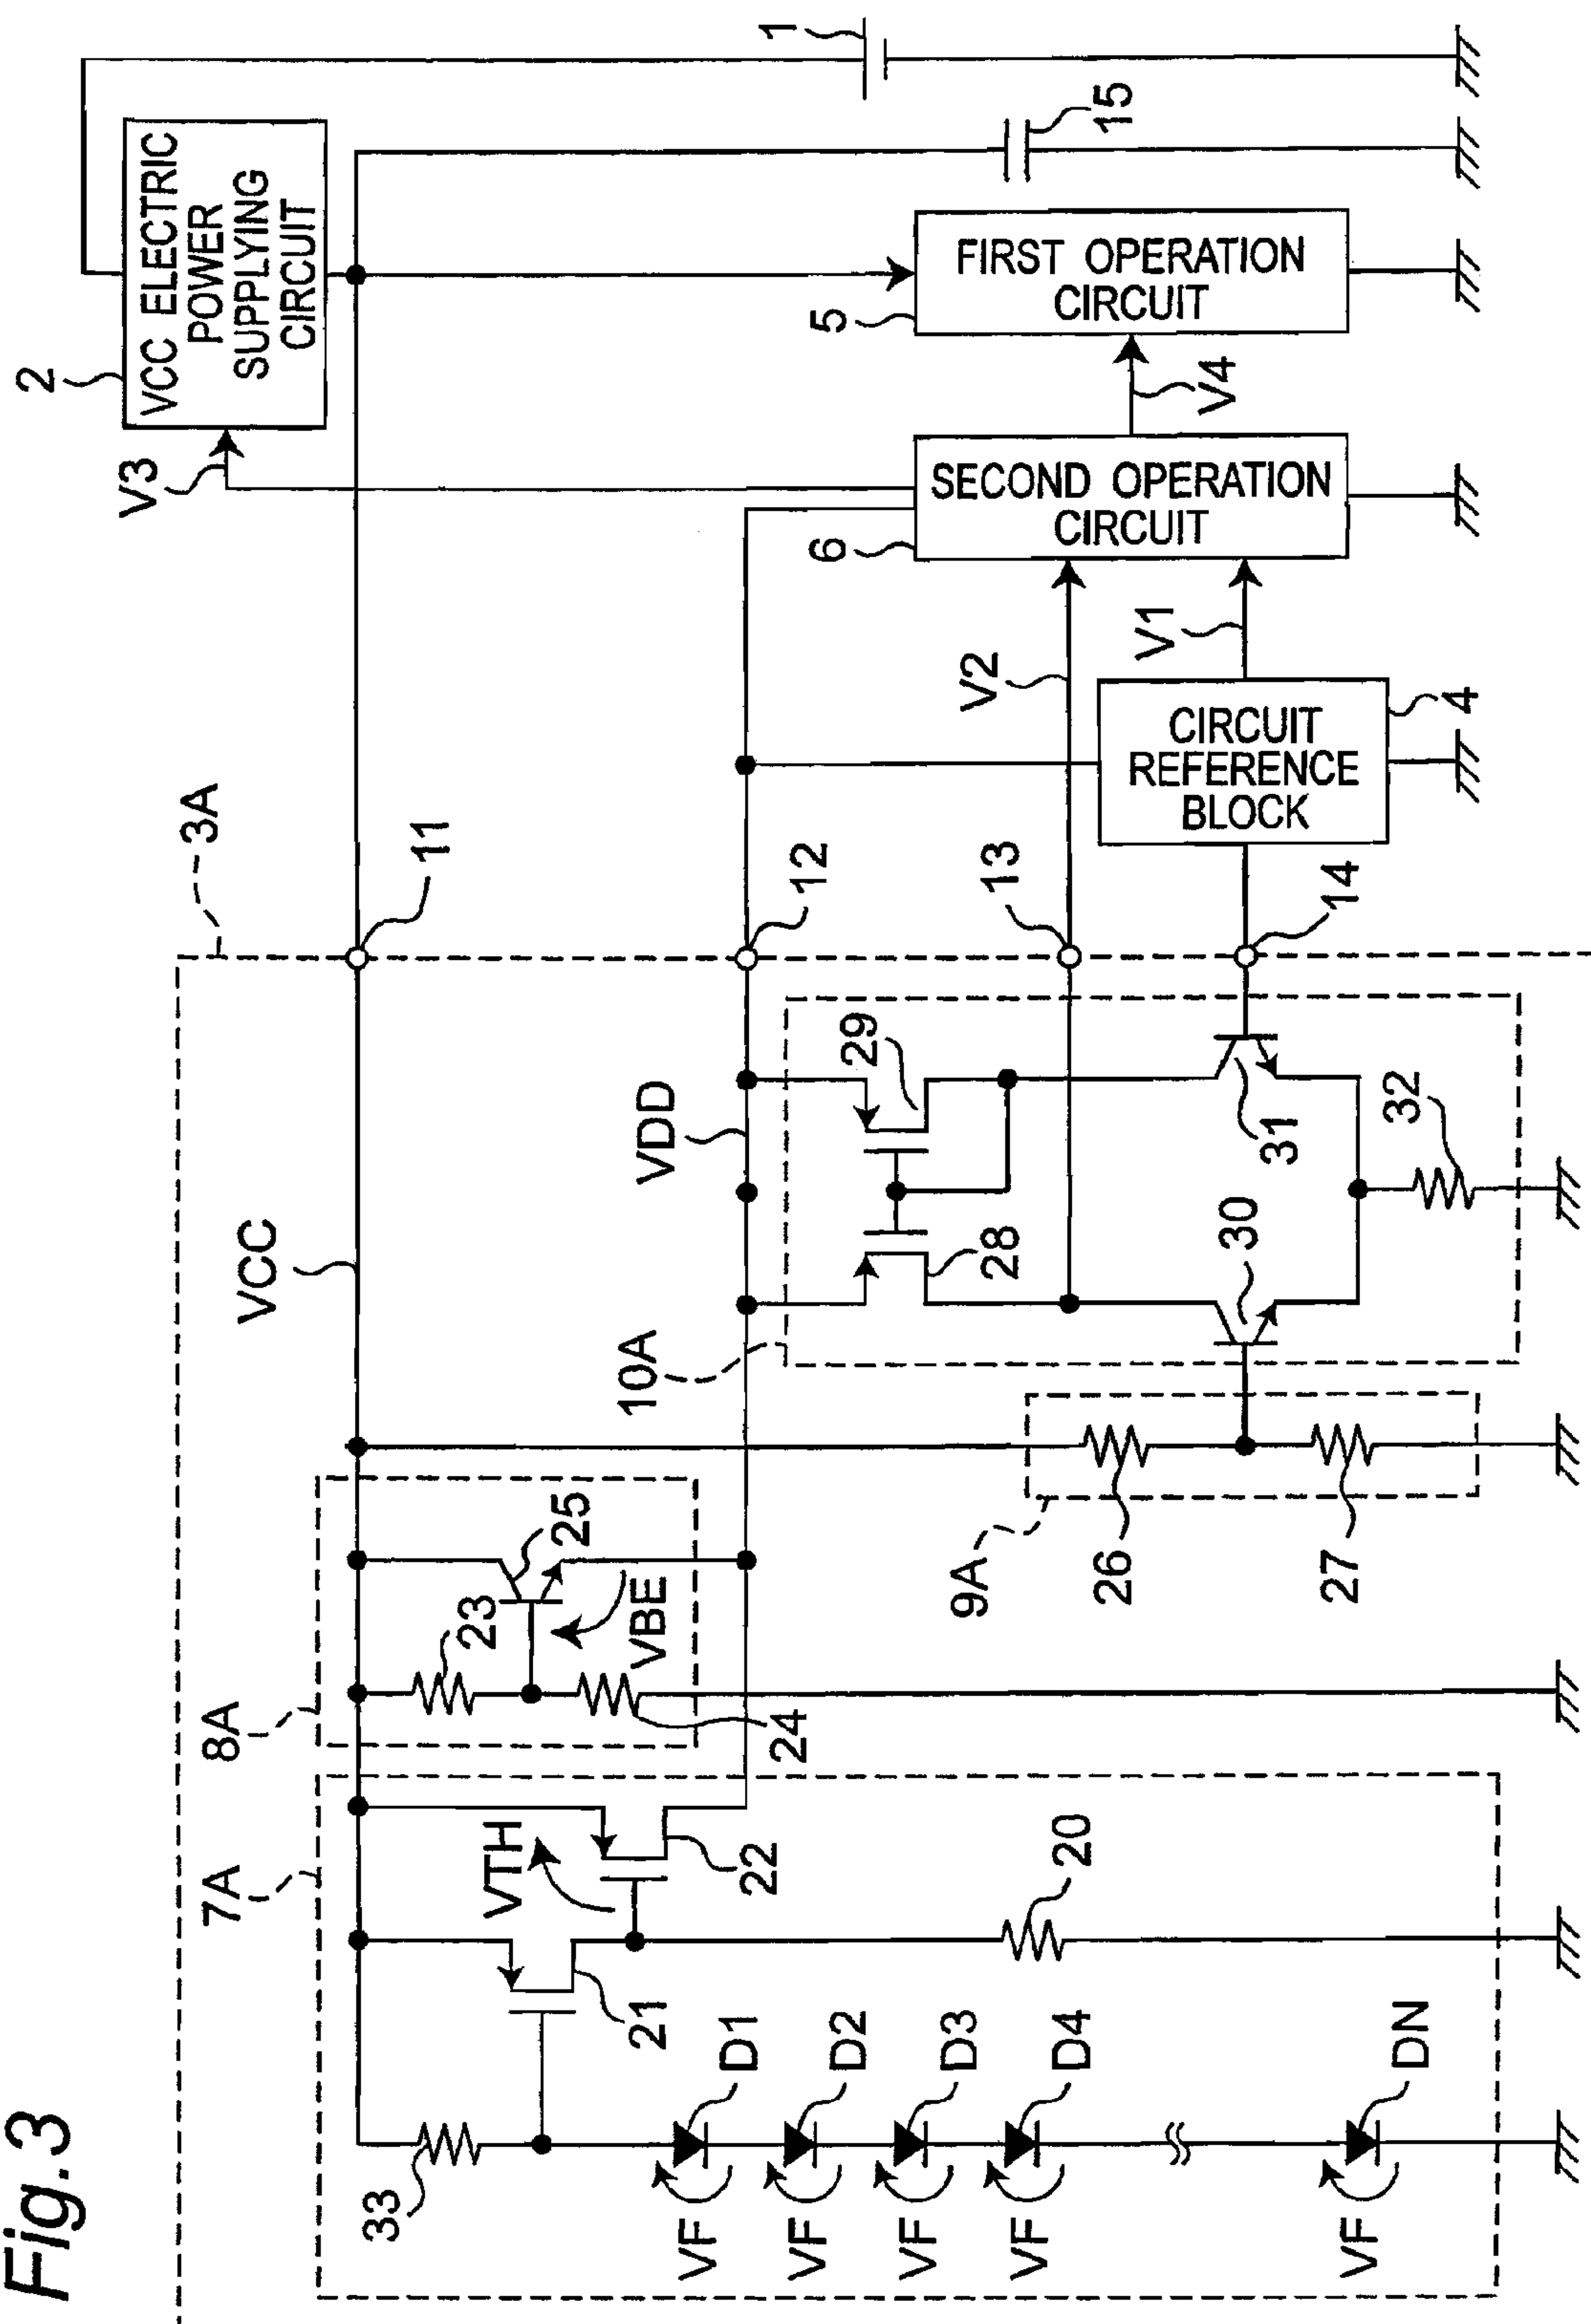 Fig.3
2
VCC ELECTRIC
POWER
SUPPLYING
CIRCUIT
V3
1
15
5
FIRST OPERATION
CIRCUIT
V4
6
SECOND OPERATION
CIRCUIT
V2
V1
CIRCUIT
REFERENCE
BLOCK
4
3A
11
12
13
14
VCC
VDD
10A
29
28
31
30
32
9A
26
27
8A
23
25
VBE
24
7A
VTH
22
21
20
33
VF
D1
VF
D2
VF
D3
VF
D4
VF
DN